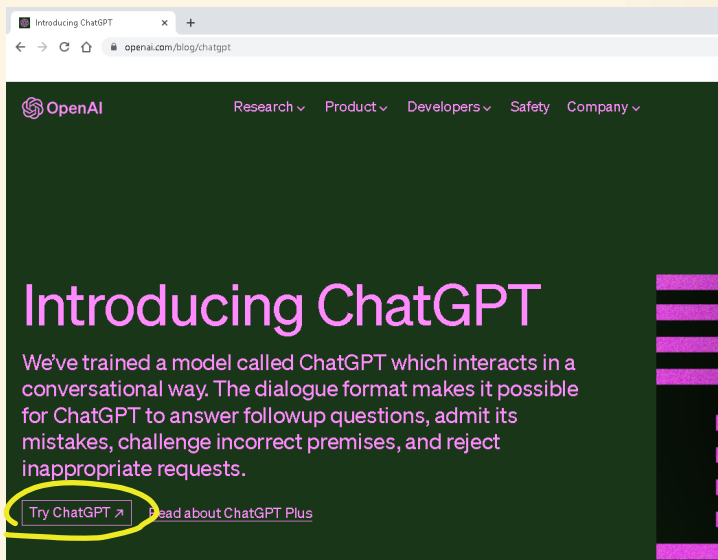 Introducing ChatGPT
openai.com/blog/chatgpt
OpenAI Research Product Developers Safety Company
Introducing ChatGPT
We've trained a model called ChatGPT which interacts in a
conversational way. The dialogue format makes it possible
for ChatGPT to answer followup questions, admit its
mistakes, challenge incorrect premises, and reject
inappropriate requests.
Try ChatGPT ↗ Read about ChatGPT Plus